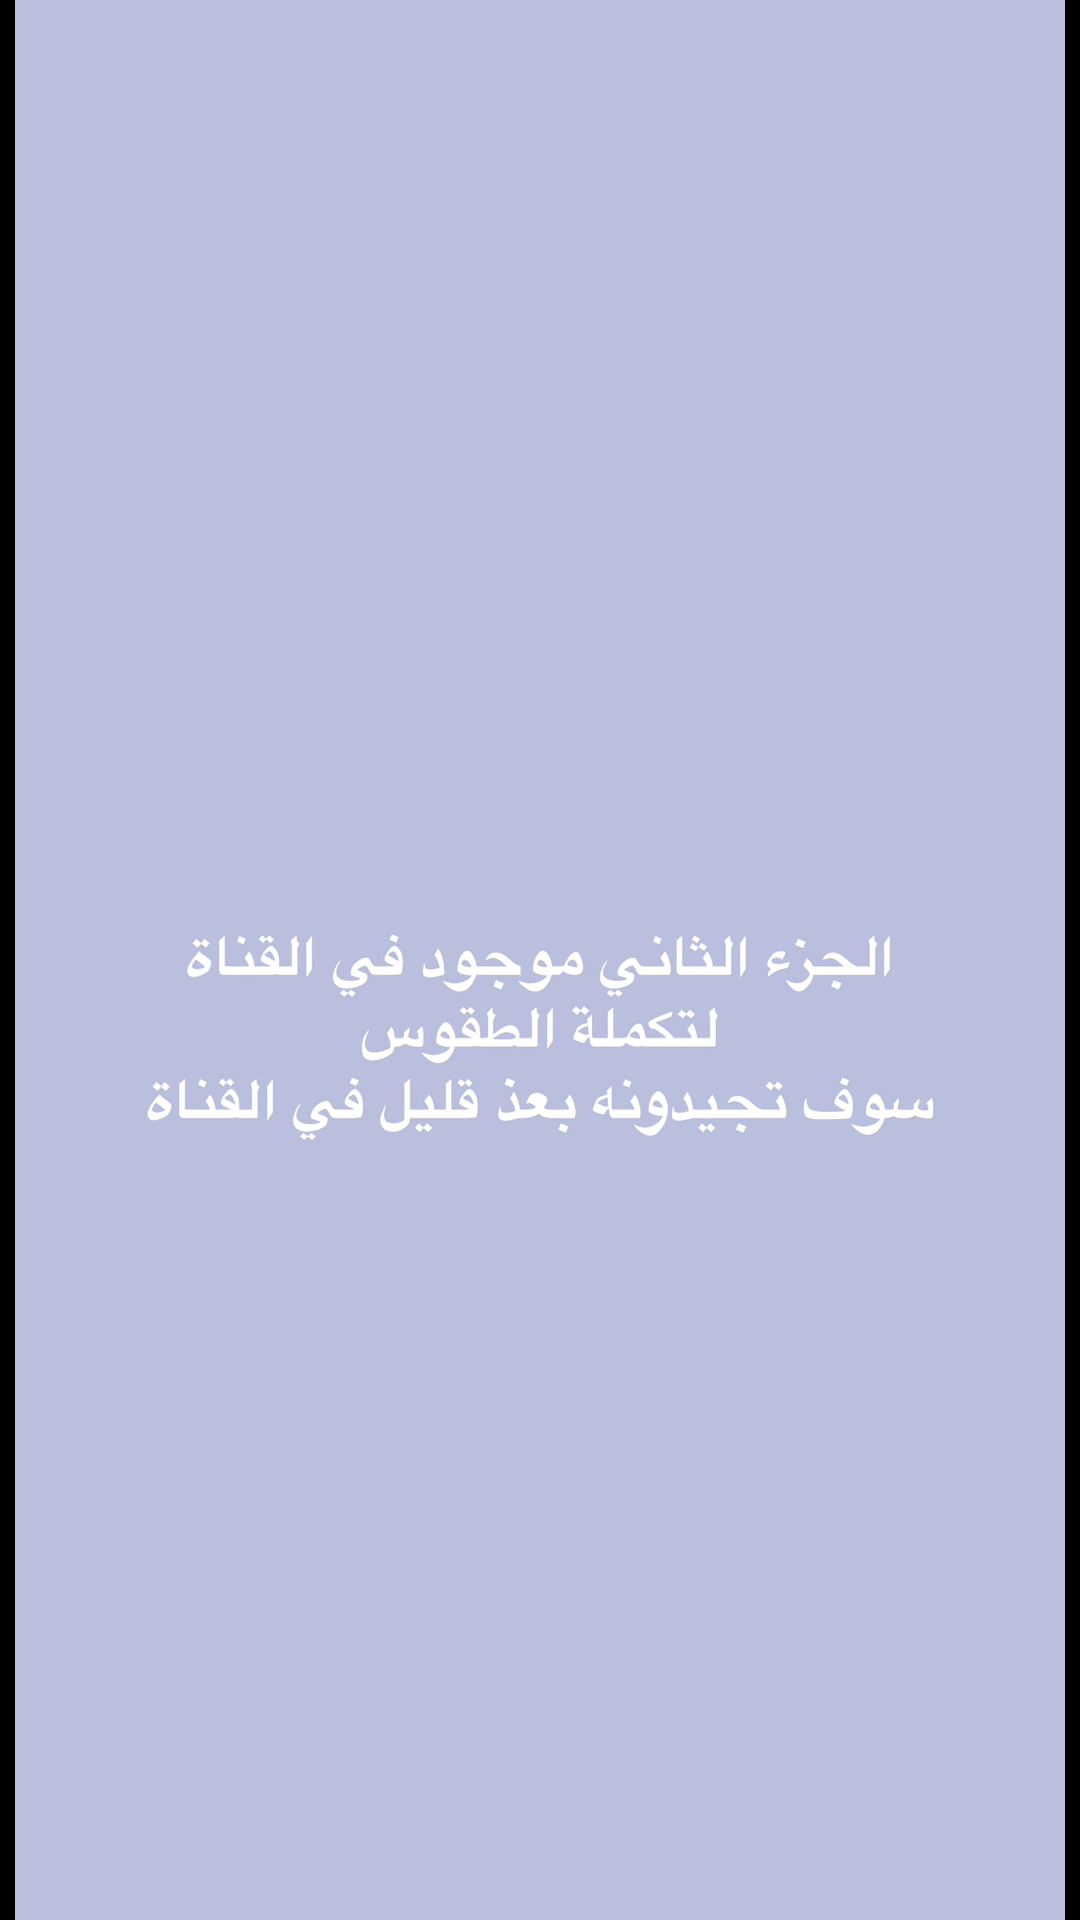 الجزء الثاني موجود في القناة
لتكملة الطقوس
سوف تجيدونه بعذ قليل في القناة